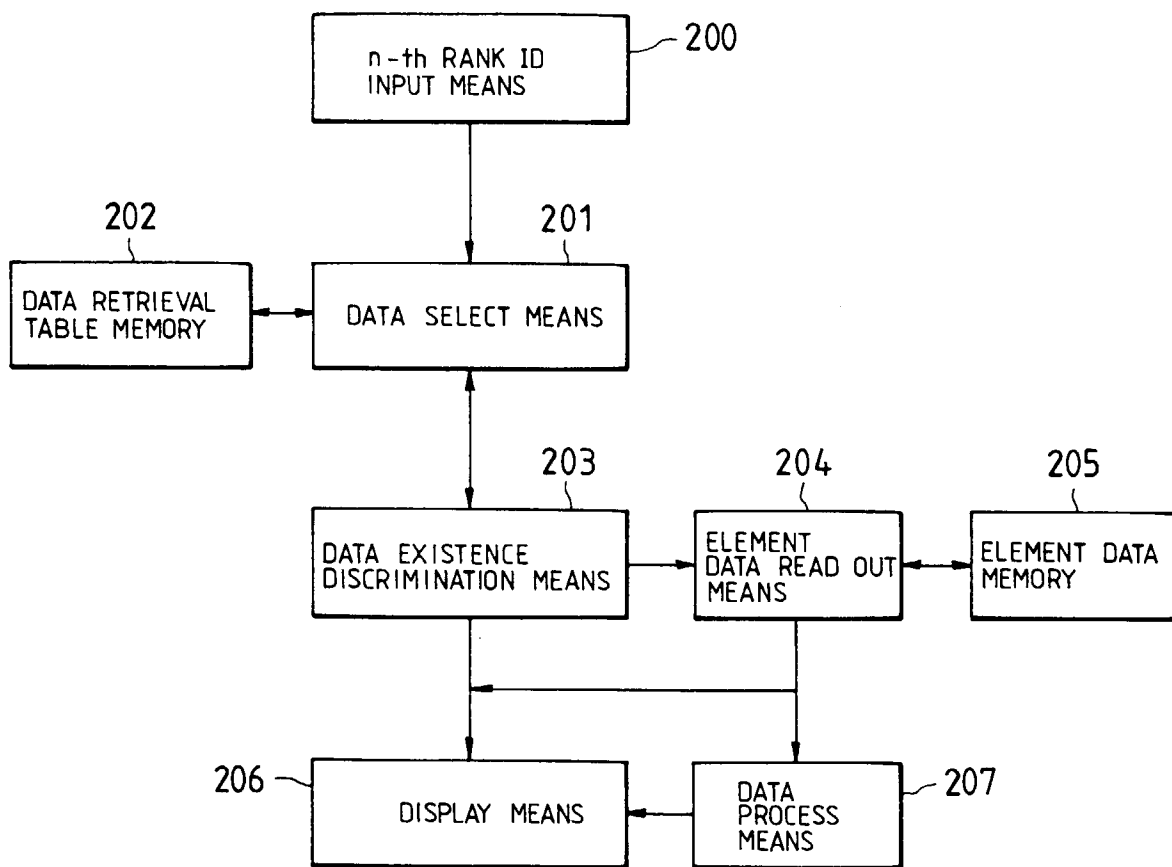 200
n-th RANK ID
INPUT MEANS
202
201
DATA RETRIEVAL
TABLE MEMORY
DATA SELECT MEANS
203
204
205
DATA EXISTENCE
DISCRIMINATION MEANS
ELEMENT
DATA READ OUT
MEANS
ELEMENT DATA
MEMORY
206
DISPLAY MEANS
DATA
PROCESS
MEANS
207